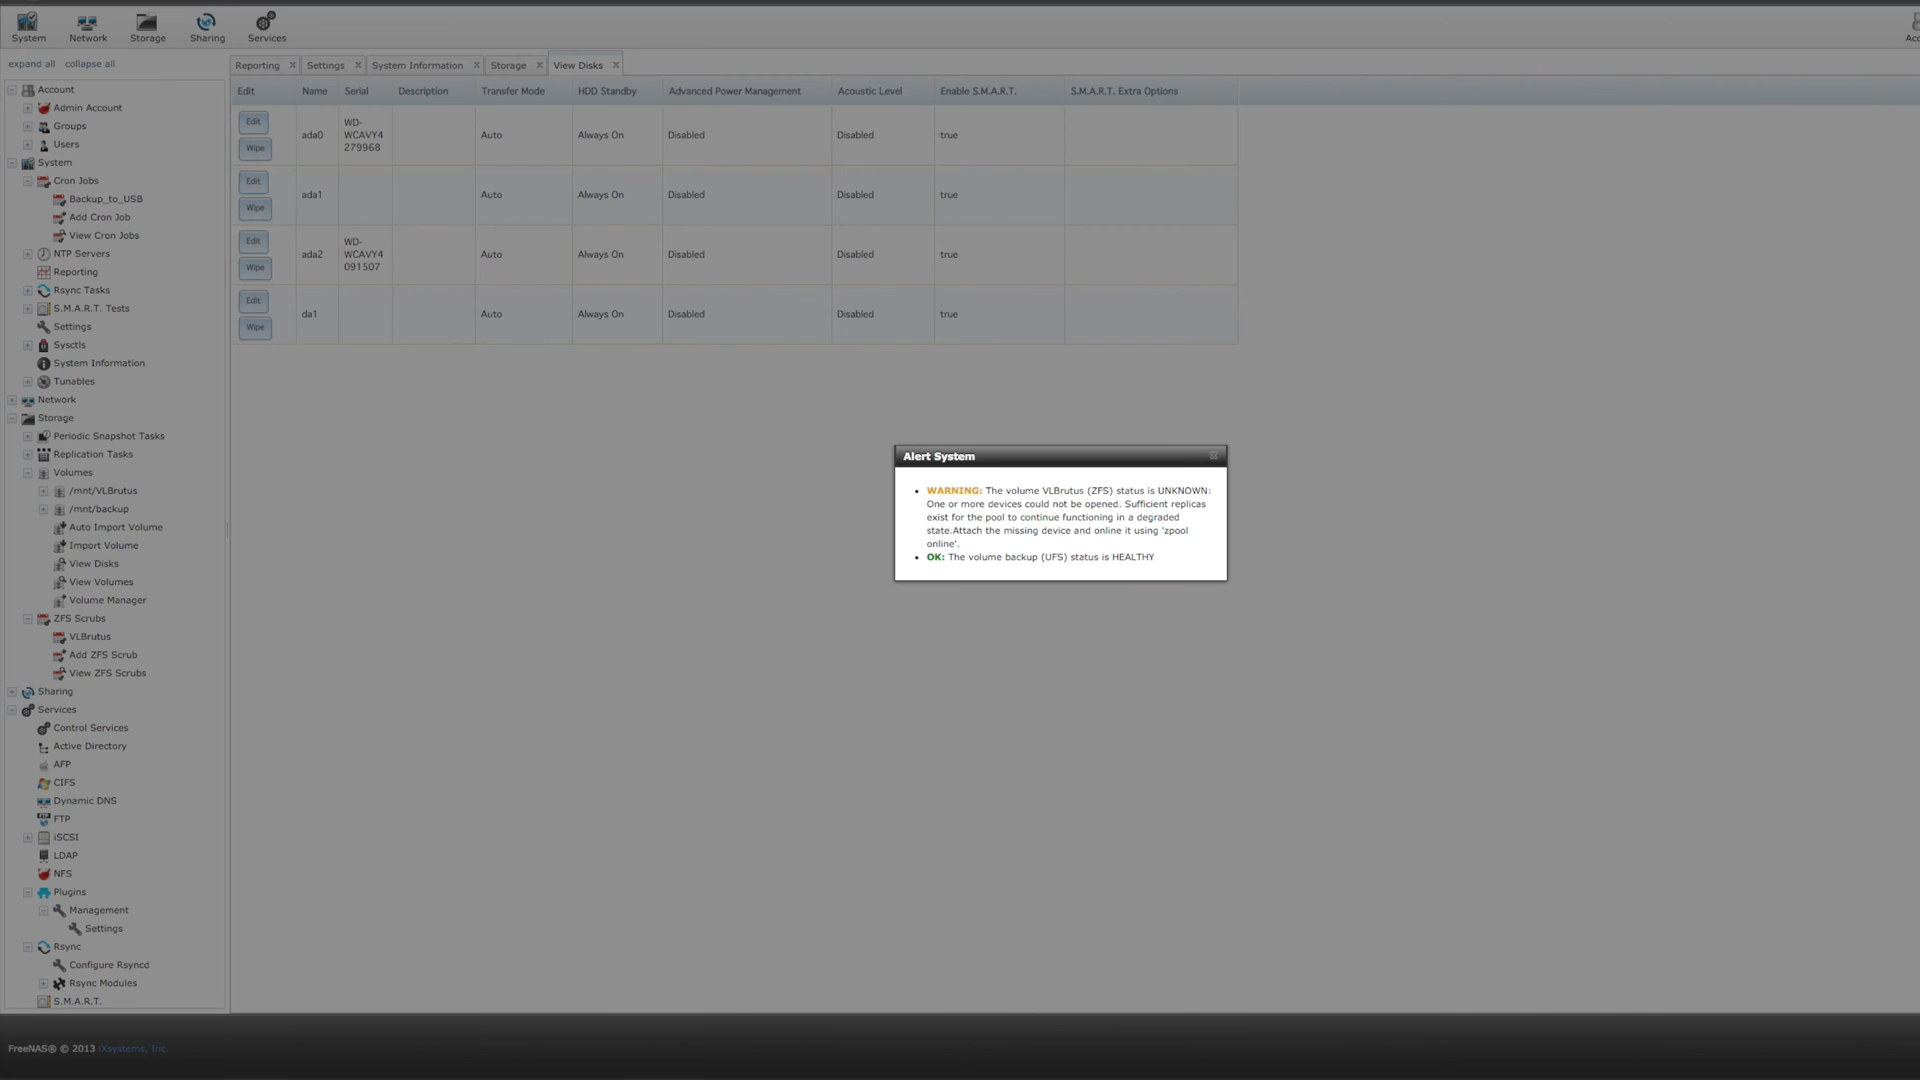 System Network Storage Sharing Services
expand all collapse all
Reporting Settings System Information Storage View Disks
Edit Name Serial Description Transfer Mode HDD Standby Advanced Power Management Acoustic Level Enable S.M.A.R.T. S.M.A.R.T. Extra Options
Edit
Wipe
ada0
WD-
WCAVY4
279968
Auto Always On Disabled Disabled true
Edit
Wipe
ada1 Auto Always On Disabled Disabled true
Edit
Wipe
ada2
WD-
WCAVY4
091507
Auto Always On Disabled Disabled true
Edit
Wipe
da1 Auto Always On Disabled Disabled true
Account
Admin Account
Groups
Users
System
Cron Jobs
Backup_to_USB
Add Cron Job
View Cron Jobs
NTP Servers
Reporting
Rsync Tasks
S.M.A.R.T. Tests
Settings
Sysctls
System Information
Tunables
Network
Storage
Periodic Snapshot Tasks
Replication Tasks
Volumes
/mnt/VLBrutus
/mnt/backup
Auto Import Volume
Import Volume
View Disks
View Volumes
Volume Manager
ZFS Scrubs
VLBrutus
Add ZFS Scrub
View ZFS Scrubs
Sharing
Services
Control Services
Active Directory
AFP
CIFS
Dynamic DNS
FTP
iSCSI
LDAP
NFS
Plugins
Management
Settings
Rsync
Configure Rsyncd
Rsync Modules
S.M.A.R.T.
Alert System
WARNING: The volume VLBrutus (ZFS) status is UNKNOWN:
One or more devices could not be opened. Sufficient replicas
exist for the pool to continue functioning in a degraded
state.Attach the missing device and online it using 'zpool
online'.
OK: The volume backup (UFS) status is HEALTHY
FreeNAS® © 2013 iXsystems, Inc.